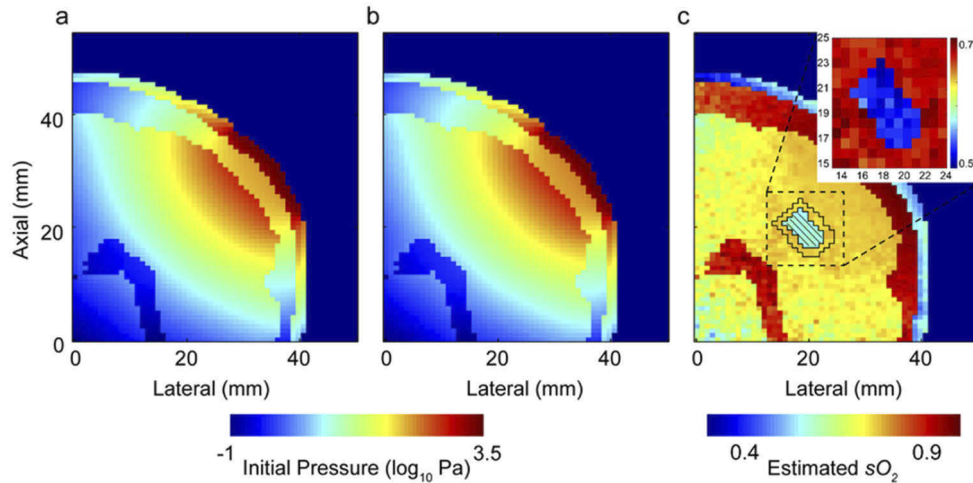 a
b
c
25
23
21
19
17
15
14 16 18 20 22 24
0.7
0.5
Axial (mm)
40
20
0
0 20 40
0 20 40
0 20 40
Lateral (mm)
Lateral (mm)
Lateral (mm)
-1
3.5
Initial Pressure (log10 Pa)
0.4
0.9
Estimated sO2